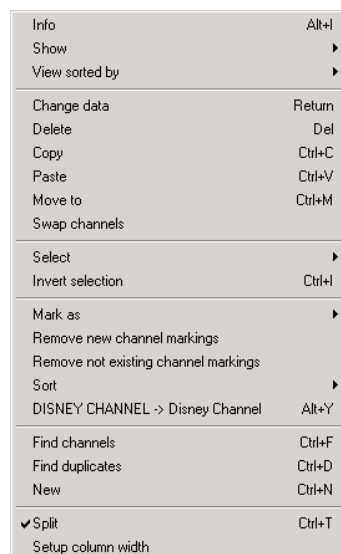 Info Alt+I
Show
View sorted by
Change data Return
Delete Del
Copy Ctrl+C
Paste Ctrl+V
Move to Ctrl+M
Swap channels
Select
Invert selection Ctrl+I
Mark as
Remove new channel markings
Remove not existing channel markings
Sort
DISNEY CHANNEL -> Disney Channel Alt+Y
Find channels Ctrl+F
Find duplicates Ctrl+D
New Ctrl+N
Split Ctrl+T
Setup column width